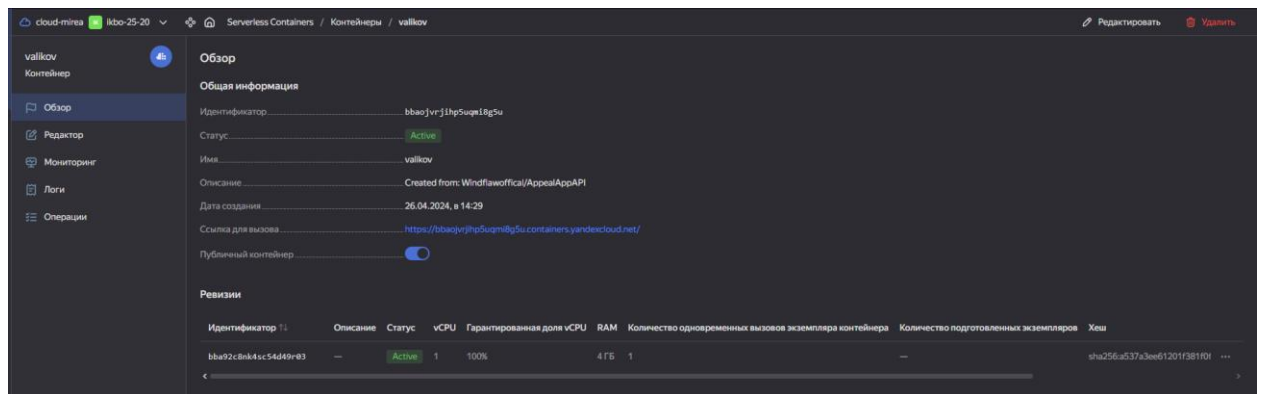 cloud-mirea ikbo-25-20 Serverless Containers / Контейнеры / valikov Редактировать Удалить
valikov
Контейнер
Обзор
Редактор
Мониторинг
Логи
Операции
Обзор
Общая информация
Идентификатор bbaojvrjihp5uqmi8g5u
Статус Active
Имя valikov
Описание Created from: Windflawoffical/AppealAppAPI
Дата создания 26.04.2024, в 14:29
Ссылка для вызова https://bbaojvrjihp5uqmi8g5u.containers.yandexcloud.net/
Публичный контейнер
Ревизии
Идентификатор Описание Статус vCPU Гарантированная доля vCPU RAM Количество одновременных вызовов экземпляра контейнера Количество подготовленных экземпляров Хеш
bba92c8nk4sc54d49r03 — Active 1 100% 4 ГБ 1 — sha256:a537a3ee61201f381f0f